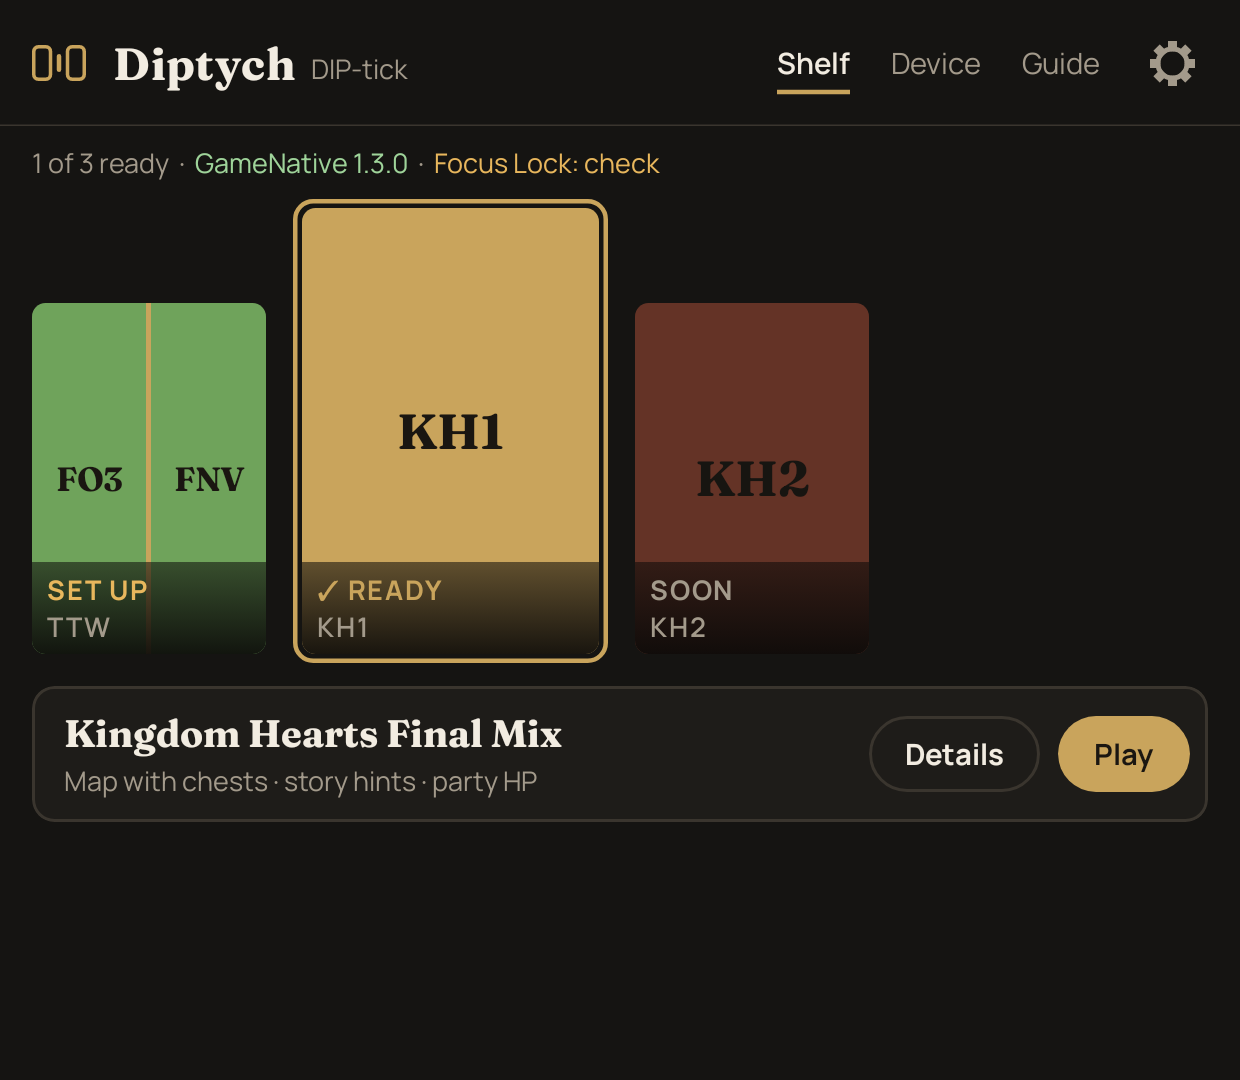 Diptych DIP-tick Shelf Device Guide
1 of 3 ready · GameNative 1.3.0 · Focus Lock: check
FO3 FNV
SET UP
TTW
KH1
✓ READY
KH1
KH2
SOON
KH2
Kingdom Hearts Final Mix
Map with chests · story hints · party HP
Details Play